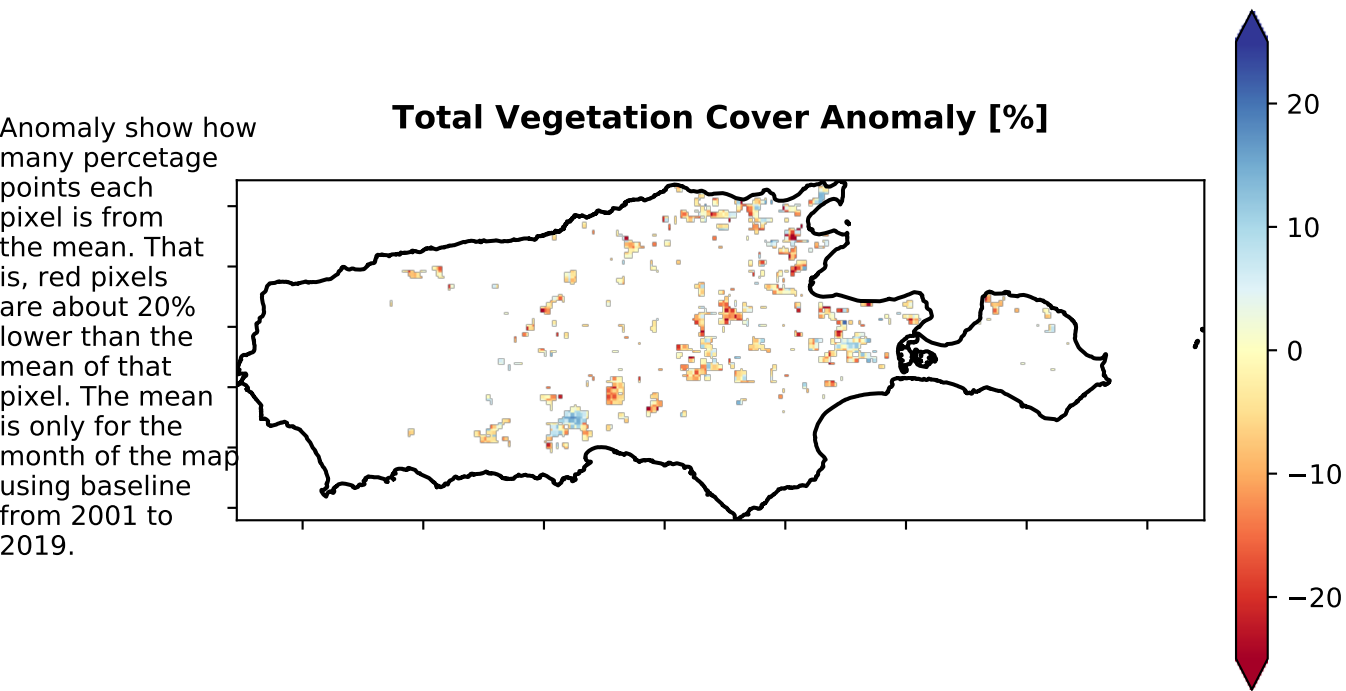 Total Vegetation Cover Anomaly [%]
Anomaly show how
many percetage
points each
pixel is from
the mean. That
is, red pixels
are about 20%
lower than the
mean of that
pixel. The mean
is only for the
month of the map
using baseline
from 2001 to
2019.
20
10
0
−10
−20